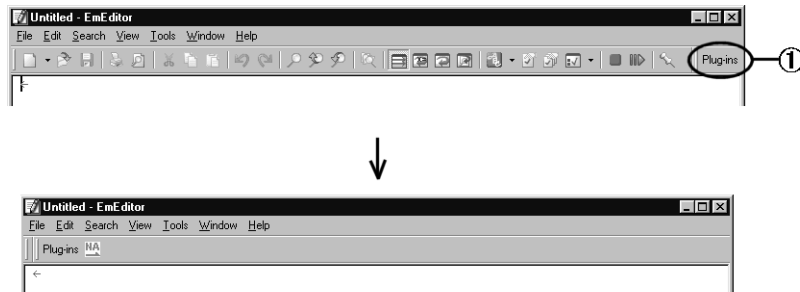 Untitled - EmEditor
File Edit Search View Tools Window Help
Plug-ins
①
Untitled - EmEditor
File Edit Search View Tools Window Help
Plug-ins NA